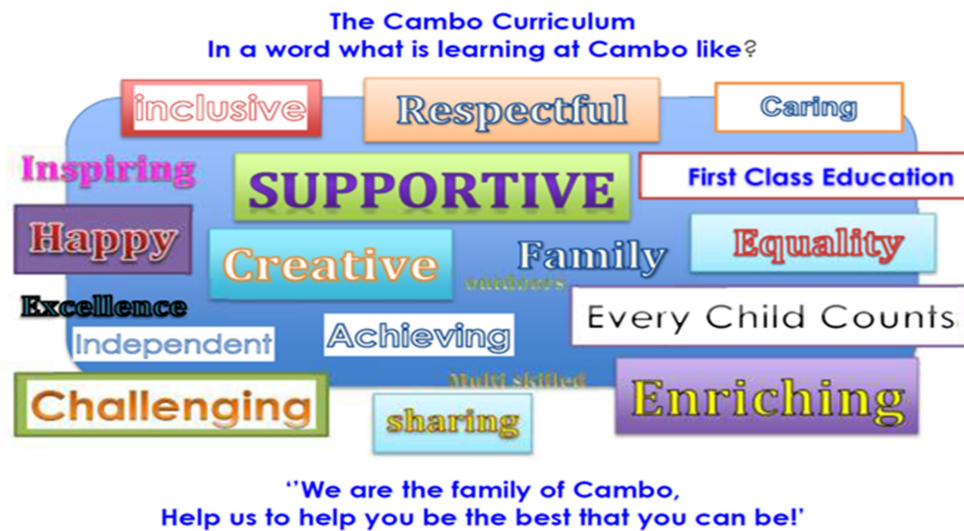 The Cambo Curriculum
In a word what is learning at Cambo like?
inclusive Respectful Caring
Inspiring SUPPORTIVE First Class Education
Happy Creative Family Equality
outdoors
Excellence Every Child Counts
Independent Achieving
Multi skilled
Challenging sharing Enriching
‘’We are the family of Cambo,
Help us to help you be the best that you can be!’